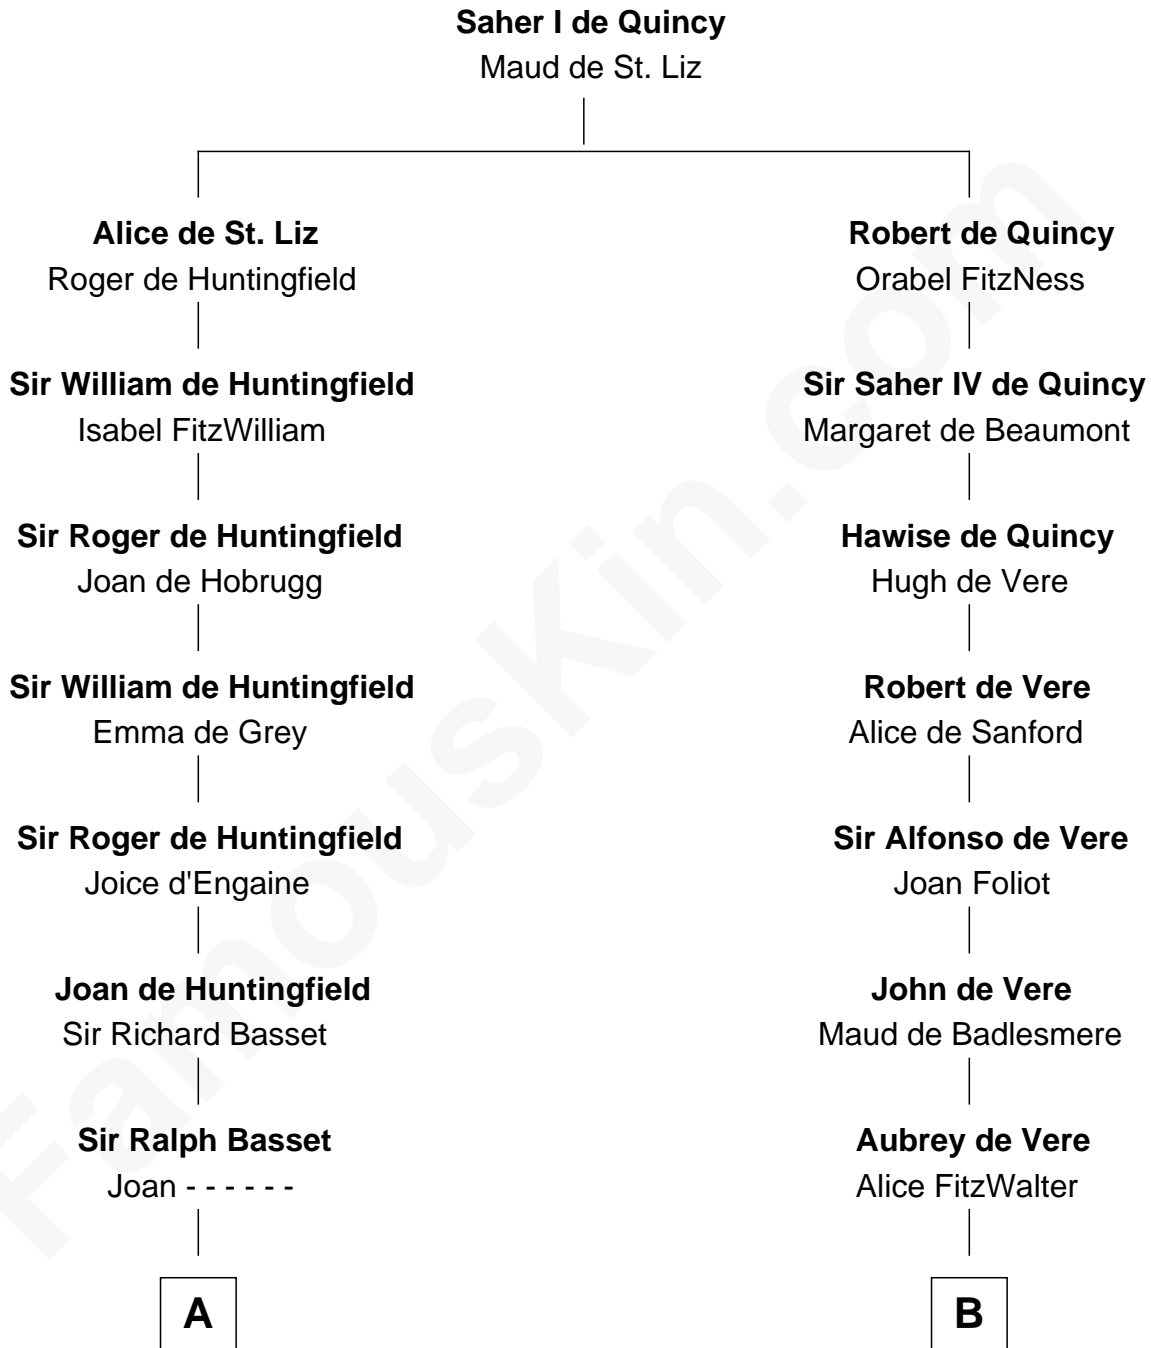 Saher I de Quincy
Maud de St. Liz
Alice de St. Liz
Roger de Huntingfield
Robert de Quincy
Orabel FitzNess
Sir William de Huntingfield
Isabel FitzWilliam
Sir Saher IV de Quincy
Margaret de Beaumont
Sir Roger de Huntingfield
Joan de Hobrugg
Hawise de Quincy
Hugh de Vere
Sir William de Huntingfield
Emma de Grey
Robert de Vere
Alice de Sanford
Sir Roger de Huntingfield
Joice d'Engaine
Sir Alfonso de Vere
Joan Foliot
Joan de Huntingfield
Sir Richard Basset
John de Vere
Maud de Badlesmere
Sir Ralph Basset
Joan - - - - - -
Aubrey de Vere
Alice FitzWalter
A
B
FamousKin.com